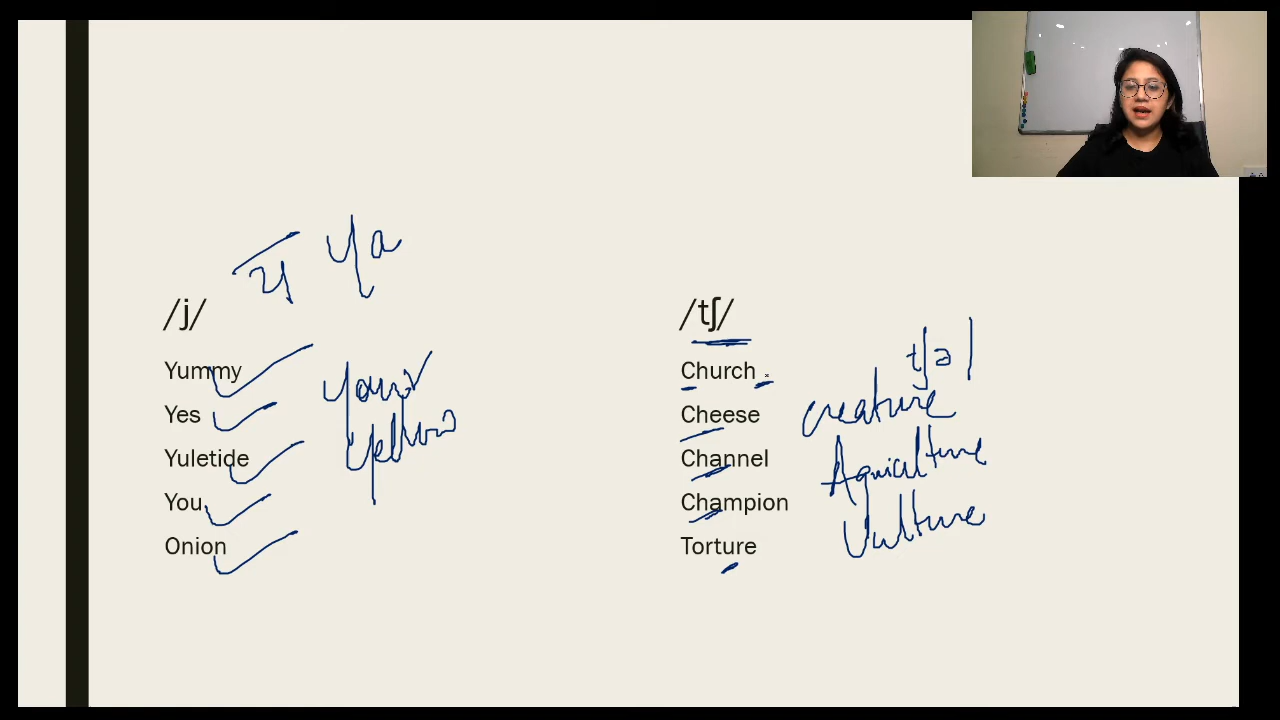 य Ya
/j/
Yummy
Yes
Yuletide
You
Onion
Your
Yellow
/tʃ/
Church
Cheese
Channel
Champion
Torture
tʃə
creature
Agriculture
Vulture